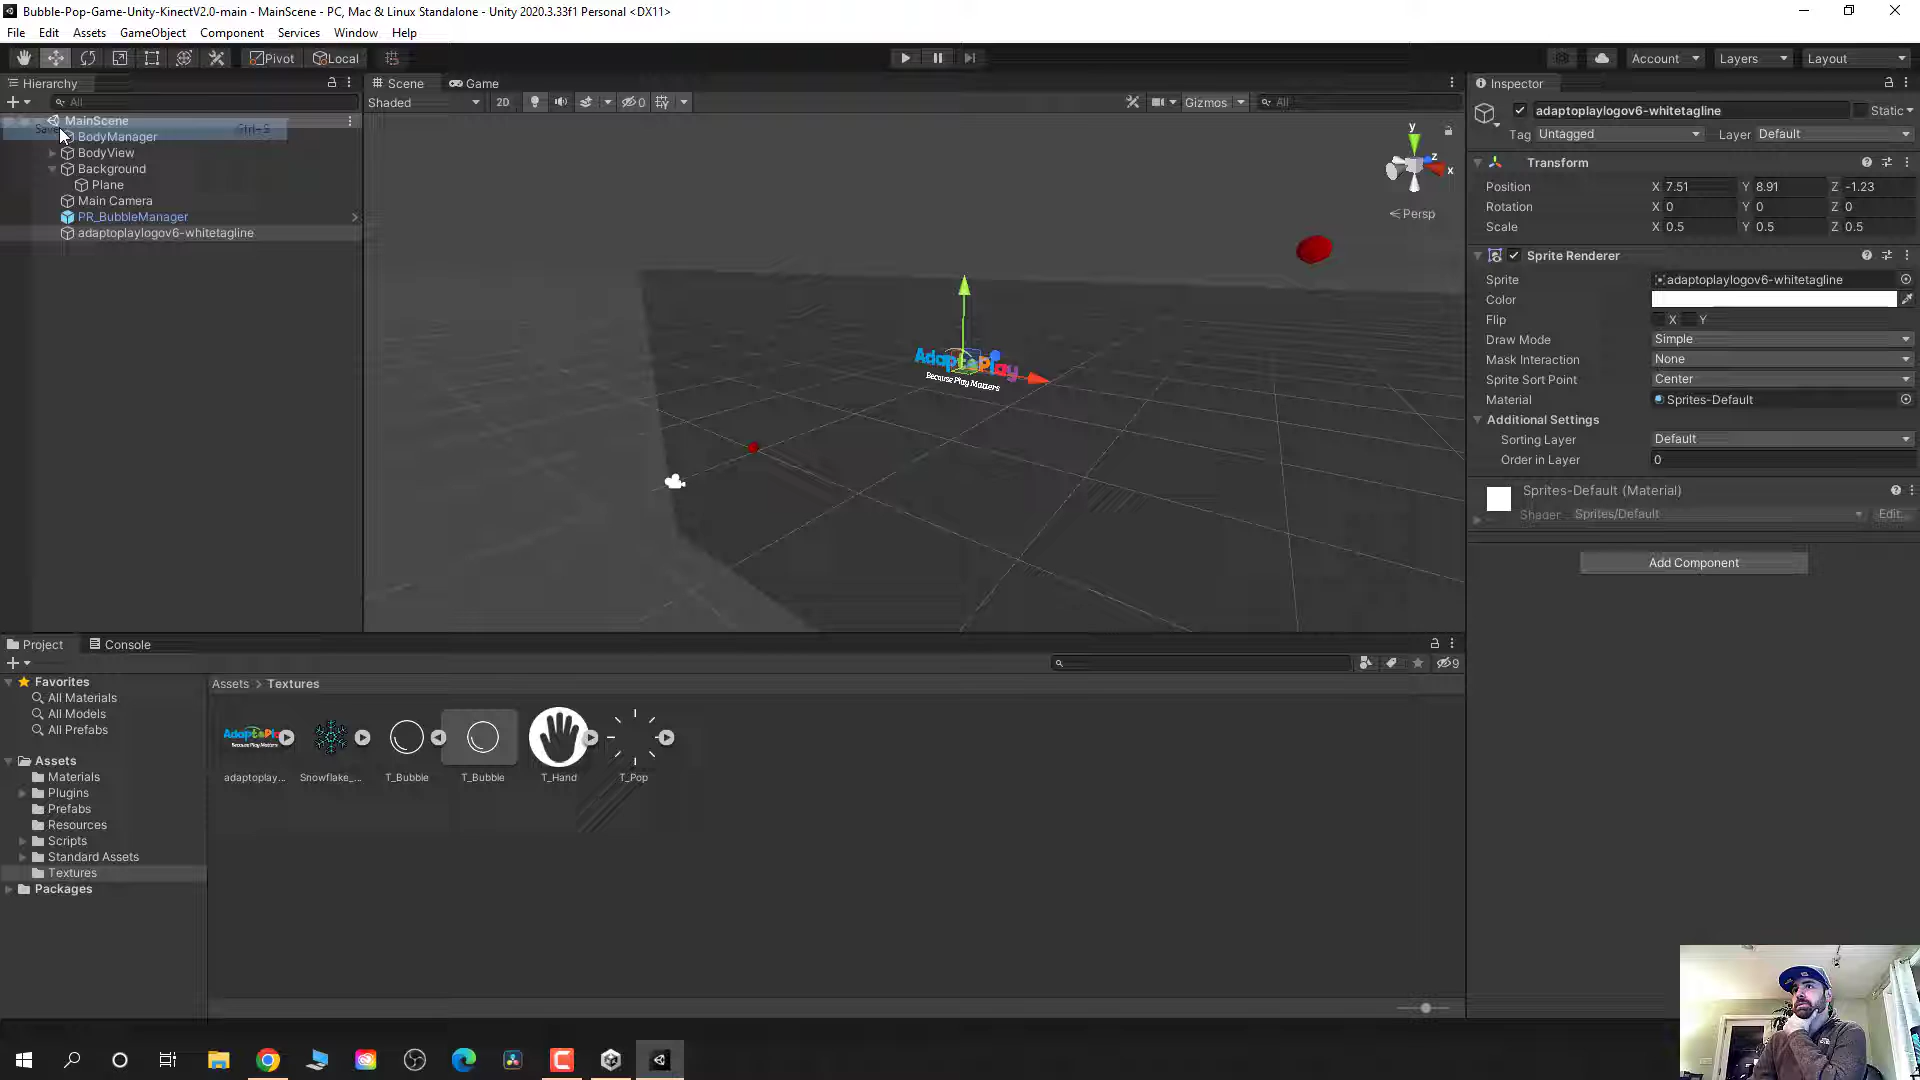 Bubble-Pop-Game-Unity-KinectV2.0-main - MainScene - PC, Mac & Linux Standalone - Unity 2020.3.33f1 Personal <DX11>
File Edit Assets GameObject Component Services Window Help
Pivot Local Account Layers Layout
Hierarchy
All
MainScene
Save Ctrl+S
BodyManager
BodyView
Background
Plane
Main Camera
PR_BubbleManager
adaptoplaylogov6-whitetagline
Scene Game
Shaded 2D 0 Gizmos All
y
z
x
Persp
AdaptoPlay
Because Play Matters
Inspector
adaptoplaylogov6-whitetagline Static
Tag Untagged Layer Default
Transform
Position X 7.51 Y 8.91 Z -1.23
Rotation X 0 Y 0 Z 0
Scale X 0.5 Y 0.5 Z 0.5
Sprite Renderer
Sprite adaptoplaylogov6-whitetagline
Color
Flip X Y
Draw Mode Simple
Mask Interaction None
Sprite Sort Point Center
Material Sprites-Default
Additional Settings
Sorting Layer Default
Order in Layer 0
Sprites-Default (Material)
Shader Sprites/Default Edit...
Add Component
Project Console
9
Favorites
All Materials
All Models
All Prefabs
Assets
Materials
Plugins
Prefabs
Resources
Scripts
Standard Assets
Textures
Packages
Assets > Textures
adaptoplay... Snowflake_... T_Bubble T_Bubble T_Hand T_Pop